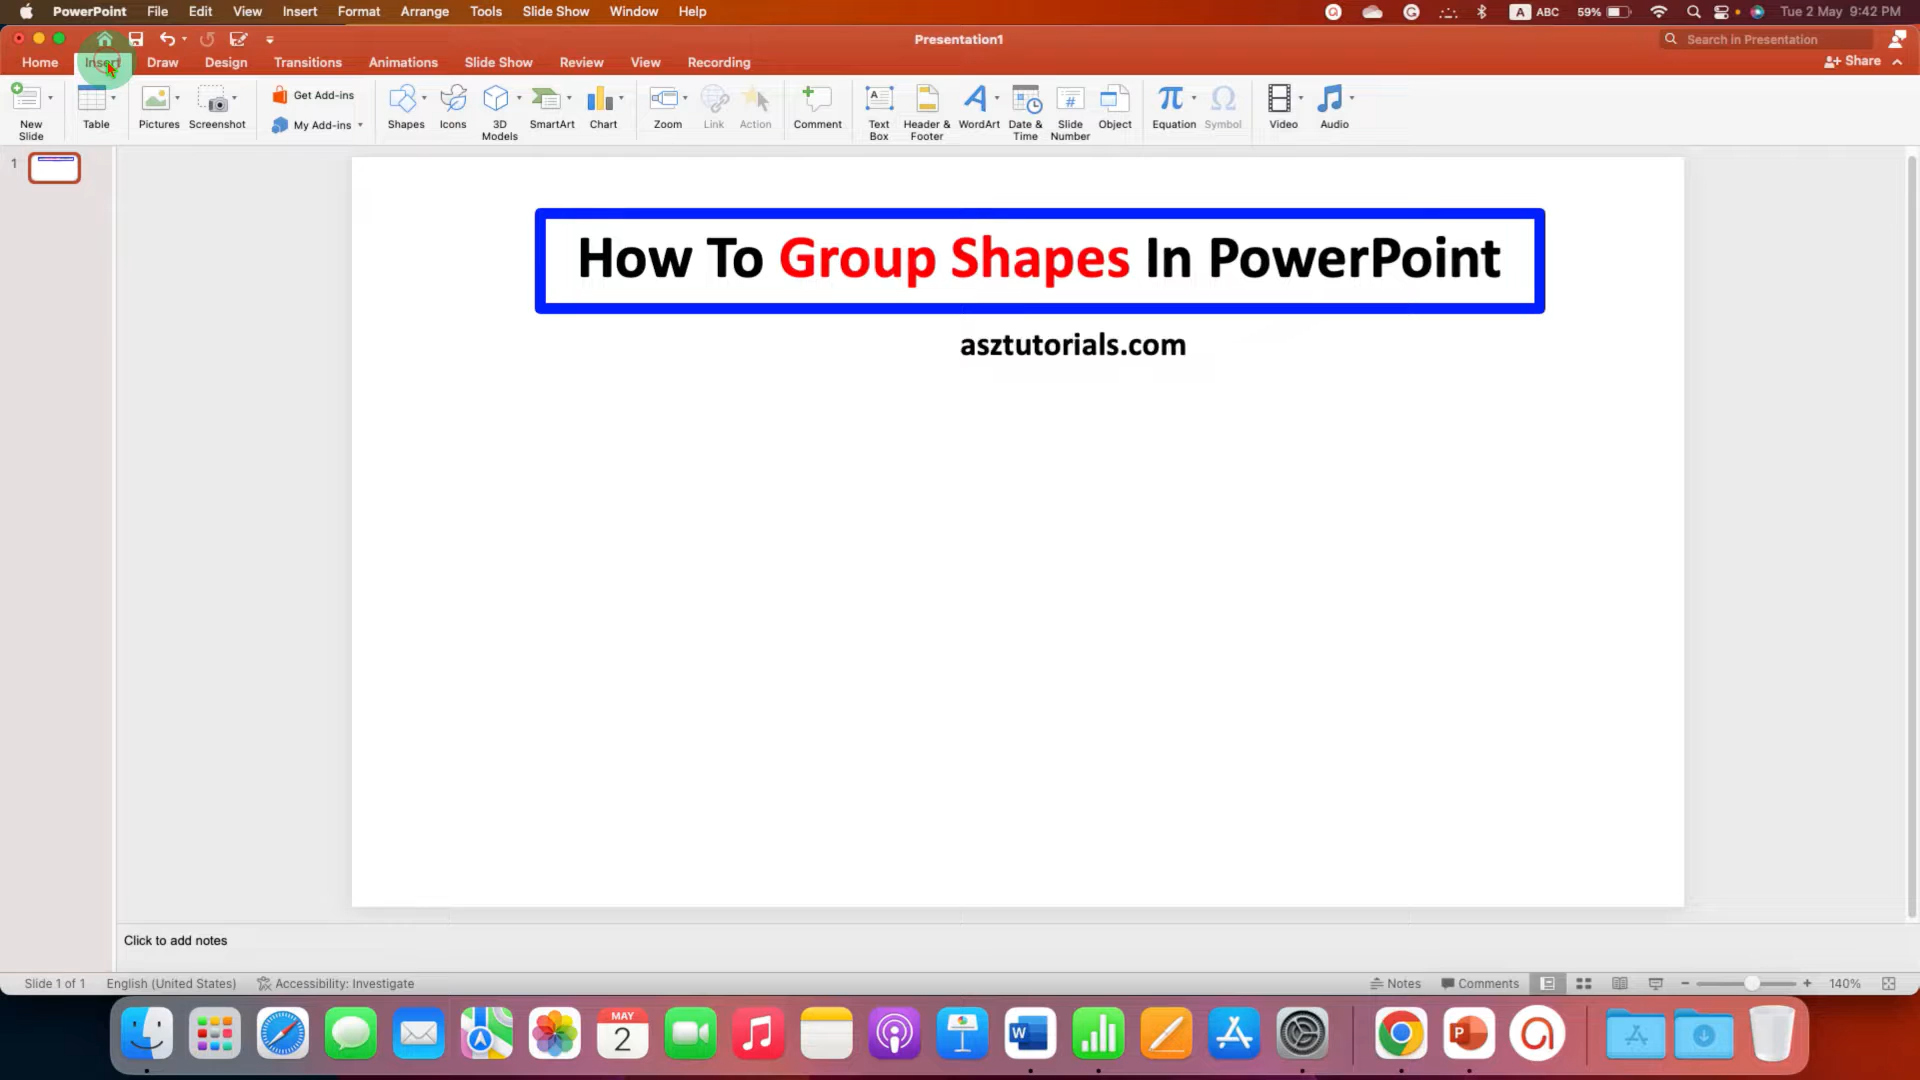 PowerPoint File Edit View Insert Format Arrange Tools Slide Show Window Help A ABC 59% Tue 2 May 9:42 PM
Presentation1 Search in Presentation
Home Insert Draw Design Transitions Animations Slide Show Review View Recording Share
New Slide Table Pictures Screenshot Get Add-ins My Add-ins Shapes Icons 3D Models SmartArt Chart Zoom Link Action Comment Text Box Header & Footer WordArt Date & Time Slide Number Object Equation Symbol Video Audio
1
How To Group Shapes In PowerPoint
asztutorials.com
Click to add notes
Slide 1 of 1 English (United States) Accessibility: Investigate Notes Comments 140%
MAY
2
W
P